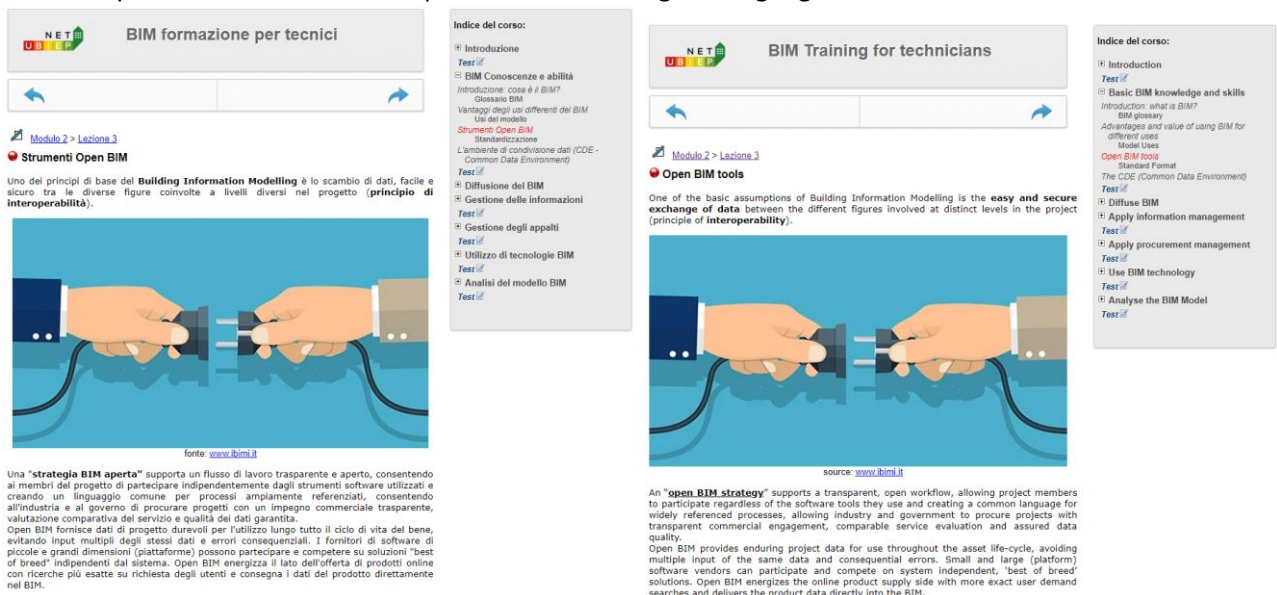 NET
UBIEP
BIM formazione per tecnici
Modulo 2 > Lezione 3
Strumenti Open BIM
Uno dei principi di base del Building Information Modelling è lo scambio di dati, facile e
sicuro tra le diverse figure coinvolte a livelli diversi nel progetto (principio di
interoperabilità).
fonte: www.ibimi.it
Una "strategia BIM aperta" supporta un flusso di lavoro trasparente e aperto, consentendo
ai membri del progetto di partecipare indipendentemente dagli strumenti software utilizzati e
creando un linguaggio comune per processi ampiamente referenziati, consentendo
all'industria e al governo di procurare progetti con un impegno commerciale trasparente,
valutazione comparativa del servizio e qualità dei dati garantita.
Open BIM fornisce dati di progetto durevoli per l'utilizzo lungo tutto il ciclo di vita del bene,
evitando input multipli degli stessi dati e errori consequenziali. I fornitori di software di
piccole e grandi dimensioni (piattaforme) possono partecipare e competere su soluzioni "best
of breed" indipendenti dal sistema. Open BIM energizza il lato dell'offerta di prodotti online
con ricerche più esatte su richiesta degli utenti e consegna i dati del prodotto direttamente
nel BIM.
Indice del corso:
Introduzione
Test
BIM Conoscenze e abilità
Introduzione: cosa è il BIM?
Glossario BIM
Vantaggi degli usi differenti del BIM
Usi del modello
Strumenti Open BIM
Standardizzazione
L'ambiente di condivisione dati (CDE -
Common Data Environment)
Test
Diffusione del BIM
Gestione delle informazioni
Test
Gestione degli appalti
Test
Utilizzo di tecnologie BIM
Test
Analisi del modello BIM
Test
NET
UBIEP
BIM Training for technicians
Modulo 2 > Lezione 3
Open BIM tools
One of the basic assumptions of Building Information Modelling is the easy and secure
exchange of data between the different figures involved at distinct levels in the project
(principle of interoperability).
source: www.ibimi.it
An "open BIM strategy" supports a transparent, open workflow, allowing project members
to participate regardless of the software tools they use and creating a common language for
widely referenced processes, allowing industry and government to procure projects with
transparent commercial engagement, comparable service evaluation and assured data
quality.
Open BIM provides enduring project data for use throughout the asset life-cycle, avoiding
multiple input of the same data and consequential errors. Small and large (platform)
software vendors can participate and compete on system independent, 'best of breed'
solutions. Open BIM energizes the online product supply side with more exact user demand
searches and delivers the product data directly into the BIM.
Indice del corso:
Introduction
Test
Basic BIM knowledge and skills
Introduction: what is BIM?
BIM glossary
Advantages and value of using BIM for
different uses
Model Uses
Open BIM tools
Standard Format
The CDE (Common Data Environment)
Test
Diffuse BIM
Test
Apply information management
Test
Apply procurement management
Test
Use BIM technology
Test
Analyse the BIM Model
Test